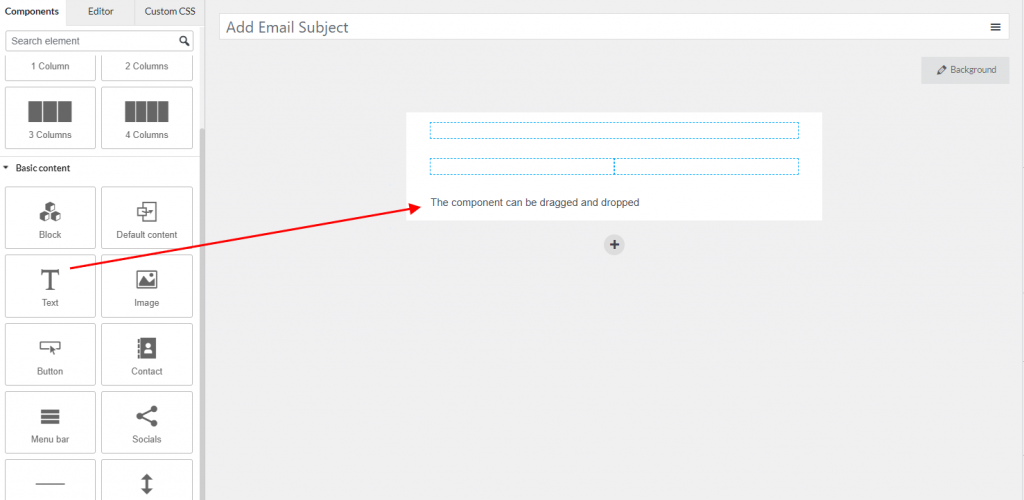 Components Editor Custom CSS
Search element
1 Column 2 Columns
3 Columns 4 Columns
Basic content
Block Default content
Text Image
Button Contact
Menu bar Socials
Add Email Subject
Background
The component can be dragged and dropped